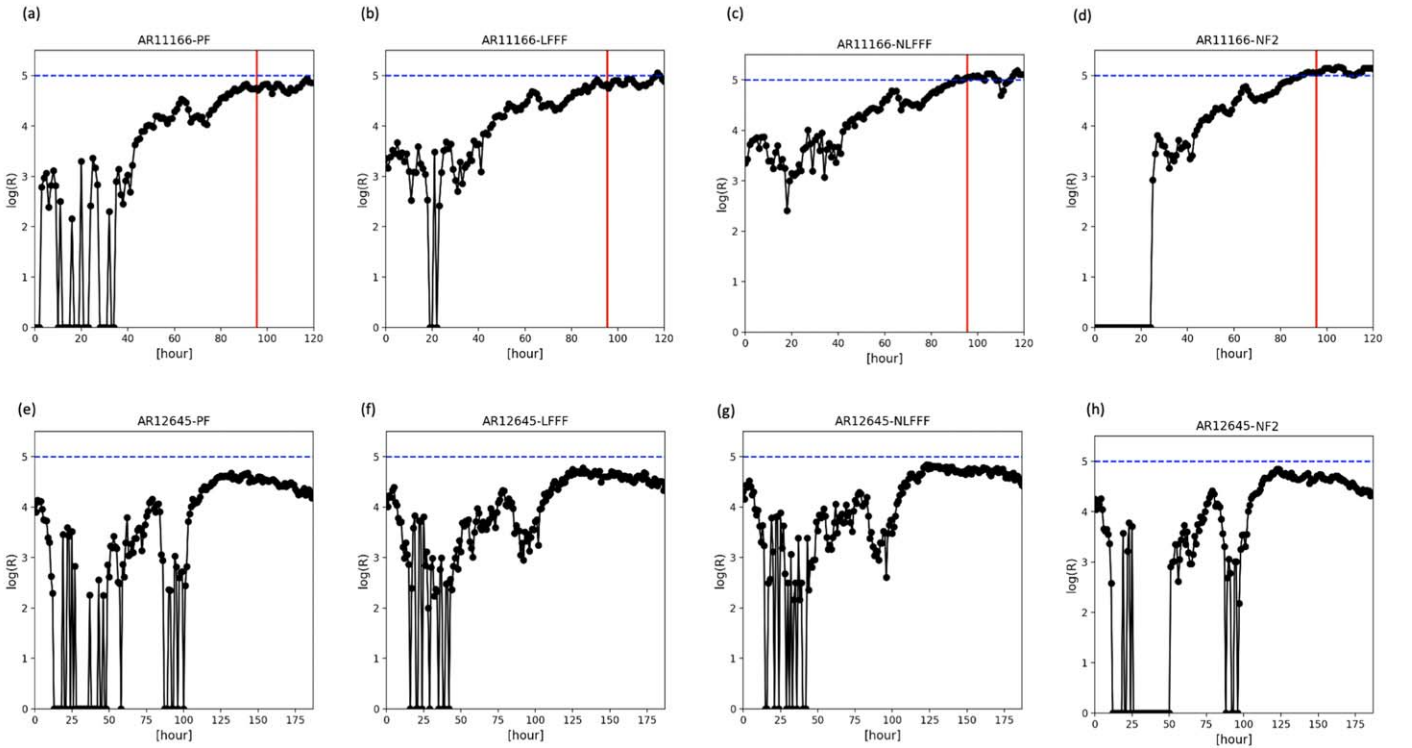 (a)
AR11166-PF
5
4
3
2
1
0
log(R)
0 20 40 60 80 100 120
[hour]
(b)
AR11166-LFFF
5
4
3
2
1
0
log(R)
0 20 40 60 80 100 120
[hour]
(c)
AR11166-NLFFF
5
4
3
2
1
0
log(R)
0 20 40 60 80 100 120
[hour]
(d)
AR11166-NF2
5
4
3
2
1
0
log(R)
0 20 40 60 80 100 120
[hour]
(e)
AR12645-PF
5
4
3
2
1
0
log(R)
0 25 50 75 100 125 150 175
[hour]
(f)
AR12645-LFFF
5
4
3
2
1
0
log(R)
0 25 50 75 100 125 150 175
[hour]
(g)
AR12645-NLFFF
5
4
3
2
1
0
log(R)
0 25 50 75 100 125 150 175
[hour]
(h)
AR12645-NF2
5
4
3
2
1
0
log(R)
0 25 50 75 100 125 150 175
[hour]